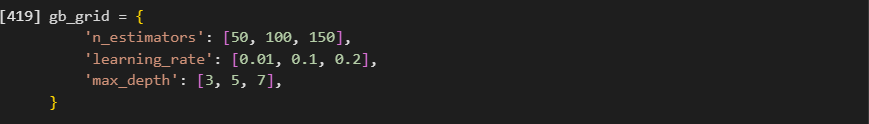 [419] gb_grid = {
'n_estimators': [50, 100, 150],
'learning_rate': [0.01, 0.1, 0.2],
'max_depth': [3, 5, 7],
}